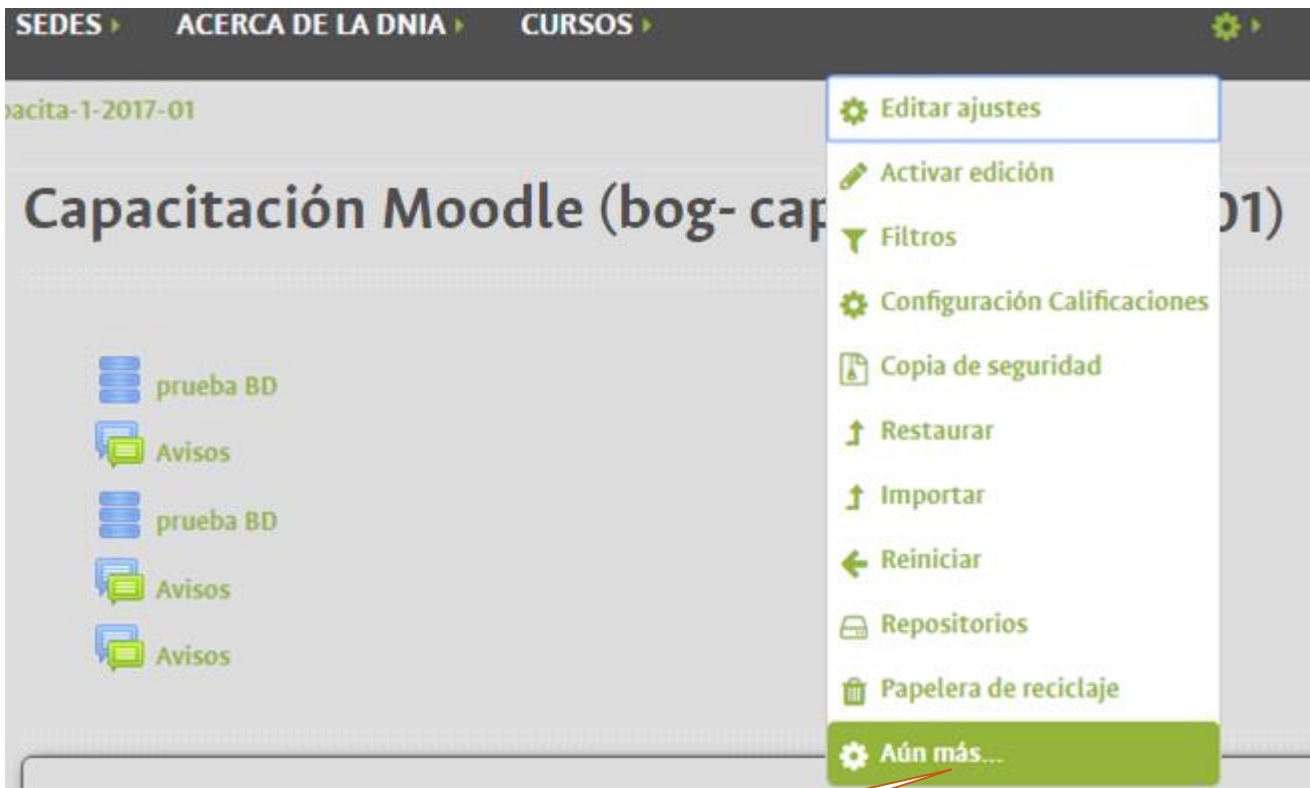 SEDES ACERCA DE LA DNIA CURSOS
acita-1-2017-01
Capacitación Moodle (bog- cap 01)
prueba BD
Avisos
prueba BD
Avisos
Avisos
Editar ajustes
Activar edición
Filtros
Configuración Calificaciones
Copia de seguridad
Restaurar
Importar
Reiniciar
Repositorios
Papelera de reciclaje
Aún más...